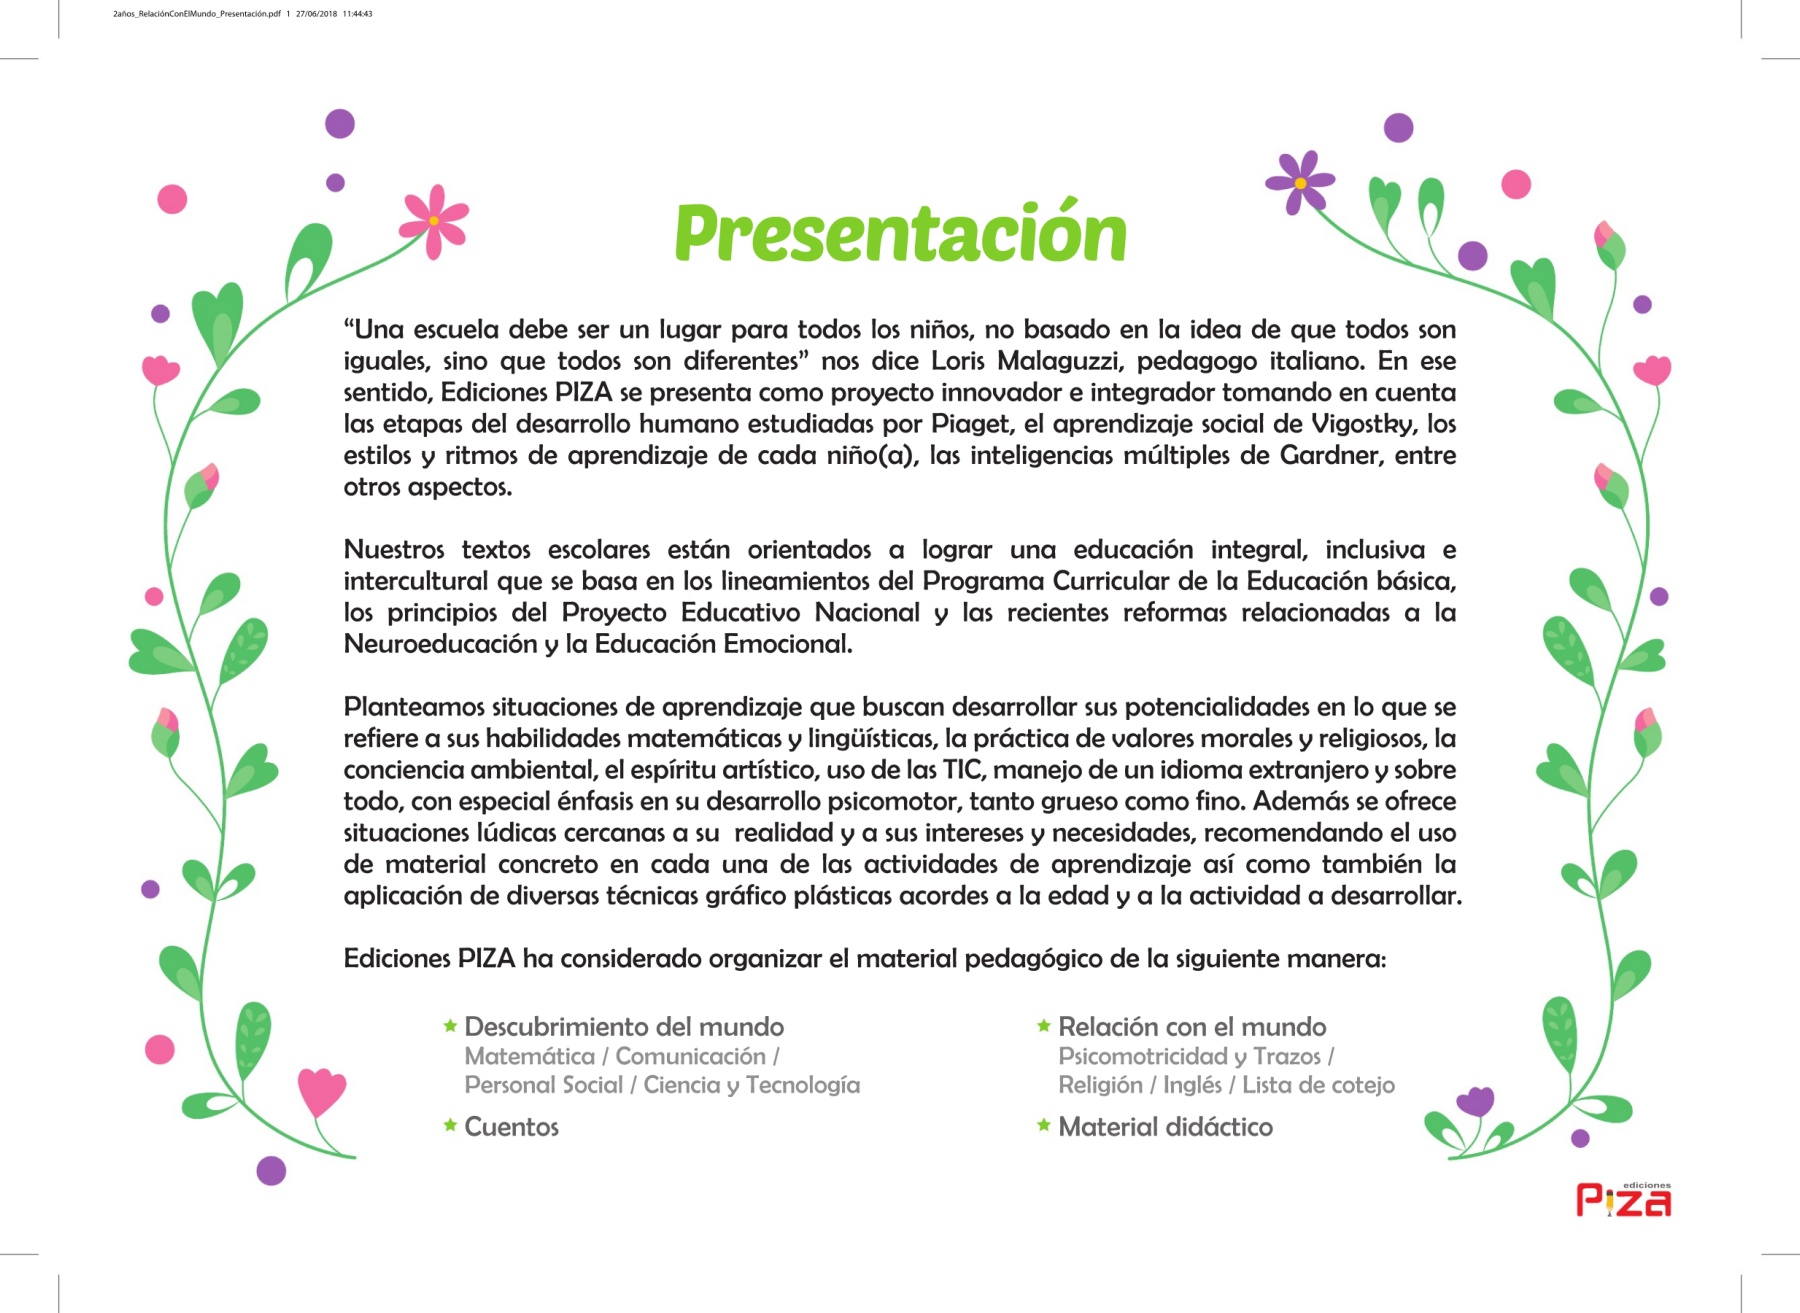 2años_RelaciónConElMundo_Presentación.pdf 1 27/06/2018 11:44:43
Presentación
“Una escuela debe ser un lugar para todos los niños, no basado en la idea de que todos son
iguales, sino que todos son diferentes” nos dice Loris Malaguzzi, pedagogo italiano. En ese
sentido, Ediciones PIZA se presenta como proyecto innovador e integrador tomando en cuenta
las etapas del desarrollo humano estudiadas por Piaget, el aprendizaje social de Vigostky, los
estilos y ritmos de aprendizaje de cada niño(a), las inteligencias múltiples de Gardner, entre
otros aspectos.
Nuestros textos escolares están orientados a lograr una educación integral, inclusiva e
intercultural que se basa en los lineamientos del Programa Curricular de la Educación básica,
los principios del Proyecto Educativo Nacional y las recientes reformas relacionadas a la
Neuroeducación y la Educación Emocional.
Planteamos situaciones de aprendizaje que buscan desarrollar sus potencialidades en lo que se
refiere a sus habilidades matemáticas y lingüísticas, la práctica de valores morales y religiosos, la
conciencia ambiental, el espíritu artístico, uso de las TIC, manejo de un idioma extranjero y sobre
todo, con especial énfasis en su desarrollo psicomotor, tanto grueso como fino. Además se ofrece
situaciones lúdicas cercanas a su realidad y a sus intereses y necesidades, recomendando el uso
de material concreto en cada una de las actividades de aprendizaje así como también la
aplicación de diversas técnicas gráfico plásticas acordes a la edad y a la actividad a desarrollar.
Ediciones PIZA ha considerado organizar el material pedagógico de la siguiente manera:
Descubrimiento del mundo
Matemática / Comunicación /
Personal Social / Ciencia y Tecnología
Cuentos
Relación con el mundo
Psicomotricidad y Trazos /
Religión / Inglés / Lista de cotejo
Material didáctico
ediciones
Piza